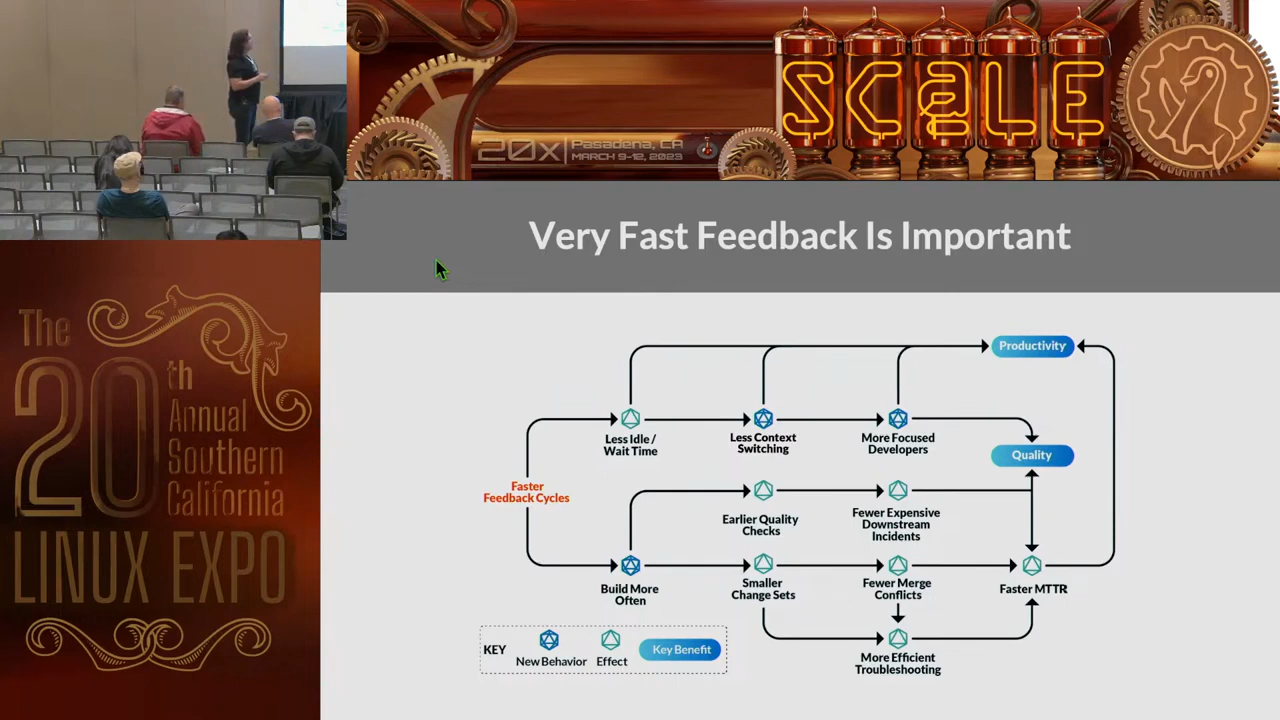 SCaLE
20x
Pasadena, CA
MARCH 9-12, 2023
Very Fast Feedback Is Important
Productivity
Less Idle /
Wait Time
Less Context
Switching
More Focused
Developers
Quality
Faster
Feedback Cycles
Earlier Quality
Checks
Fewer Expensive
Downstream
Incidents
Build More
Often
Smaller
Change Sets
Fewer Merge
Conflicts
Faster MTTR
More Efficient
Troubleshooting
KEY
New Behavior
Effect
Key Benefit
The
20th
Annual
Southern
California
LINUX EXPO